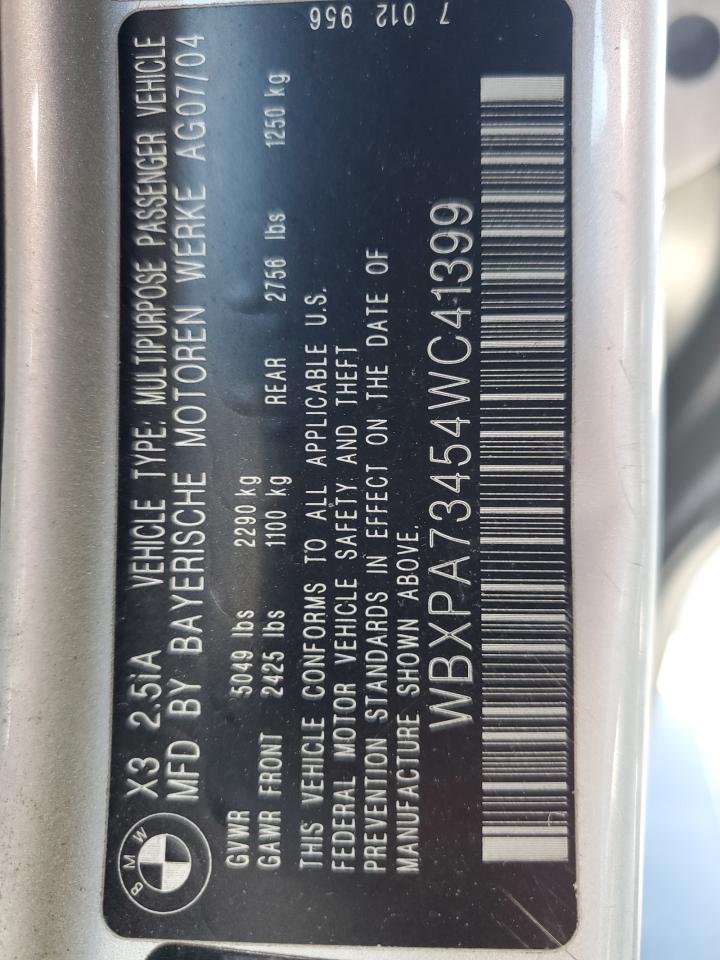 BMW
X3 2.5iA VEHICLE TYPE: MULTIPURPOSE PASSENGER VEHICLE
MFD BY BAYERISCHE MOTOREN WERKE AG07/04
GVWR 5049 lbs 2290 kg
GAWR FRONT 2425 lbs 1100 kg REAR 2756 lbs 1250 kg
THIS VEHICLE CONFORMS TO ALL APPLICABLE U.S.
FEDERAL MOTOR VEHICLE SAFETY AND THEFT
PREVENTION STANDARDS IN EFFECT ON THE DATE OF
MANUFACTURE SHOWN ABOVE.
WBXPA73454WC41399
7 012 956